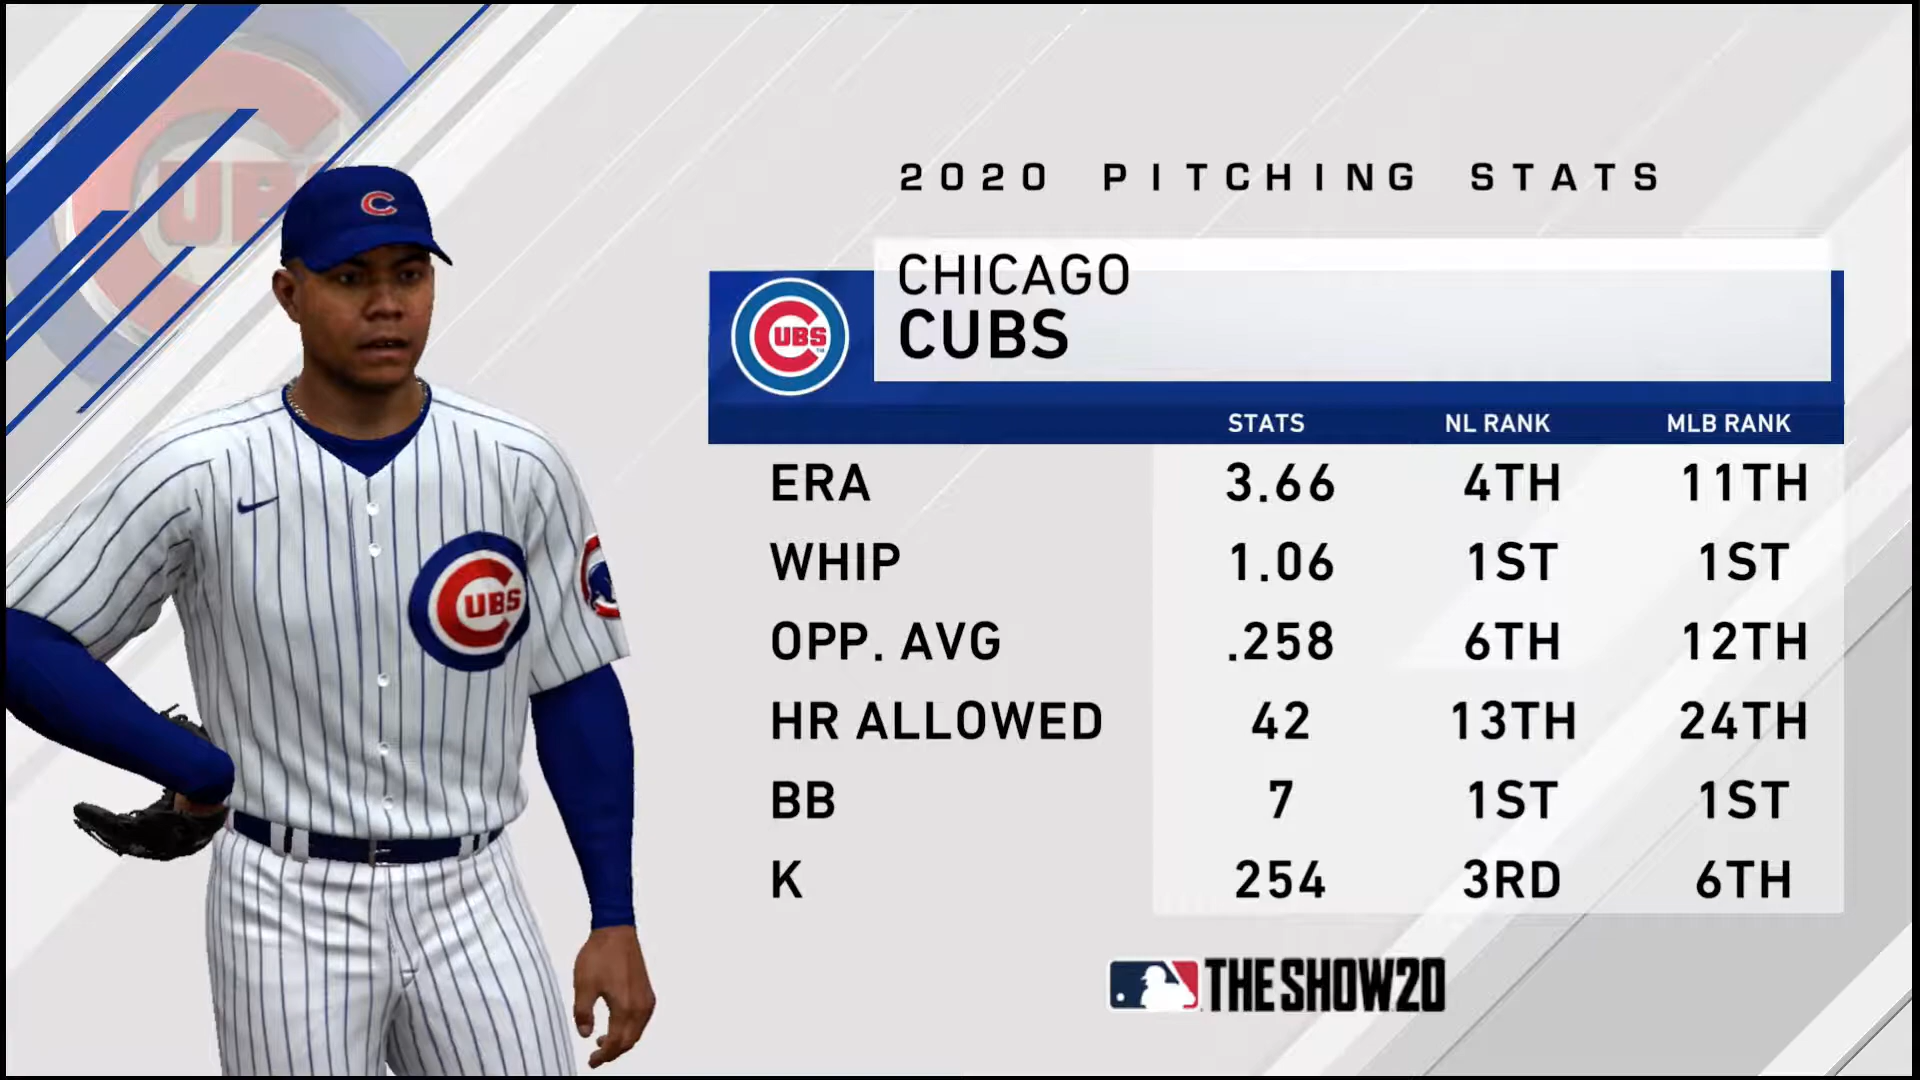 2020 PITCHING STATS
CHICAGO
CUBS
UBS
STATS NL RANK MLB RANK
ERA 3.66 4TH 11TH
WHIP 1.06 1ST 1ST
OPP. AVG .258 6TH 12TH
HR ALLOWED 42 13TH 24TH
BB 7 1ST 1ST
K 254 3RD 6TH
THE SHOW20
C
UBS